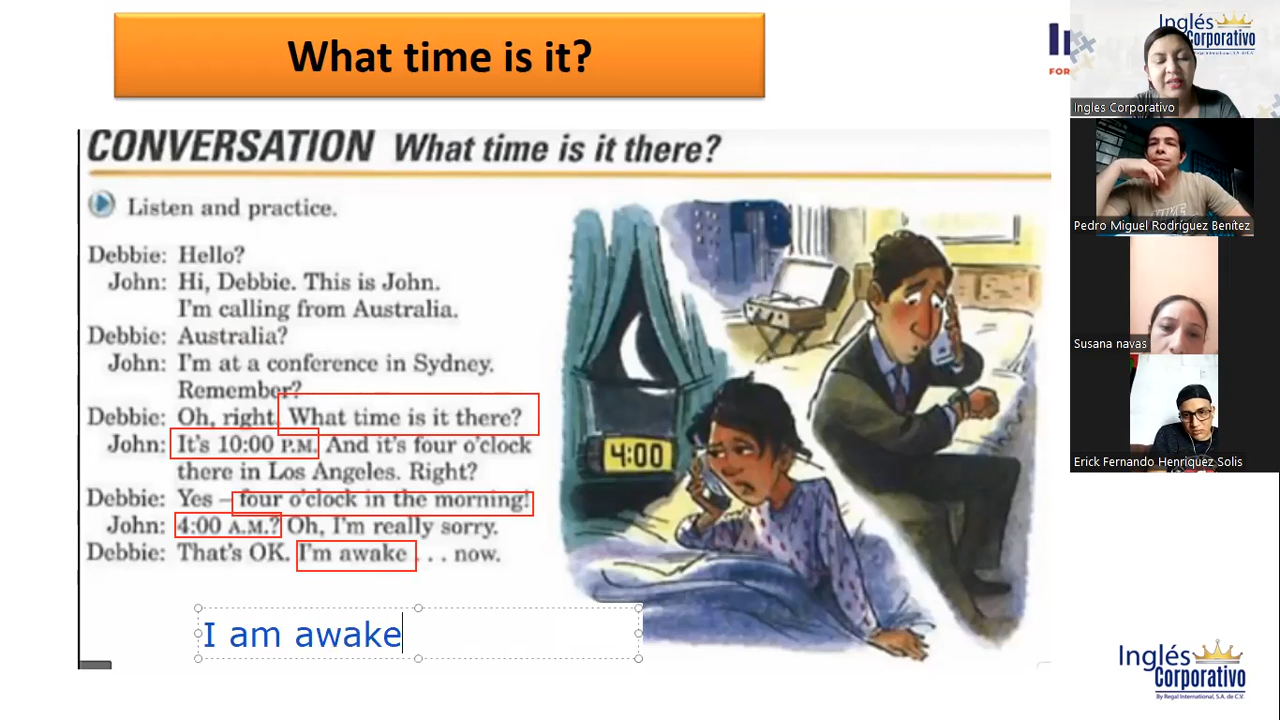 What time is it?
CONVERSATION What time is it there?
Listen and practice.
Debbie: Hello?
John: Hi, Debbie. This is John.
I'm calling from Australia.
Debbie: Australia?
John: I'm at a conference in Sydney.
Remember?
Debbie: Oh, right. What time is it there?
John: It's 10:00 P.M. And it's four o'clock
there in Los Angeles. Right?
Debbie: Yes – four o'clock in the morning!
John: 4:00 A.M.? Oh, I'm really sorry.
Debbie: That's OK. I'm awake . . . now.
4:00
I am awake
FOR
Inglés
Corporativo
Ingles Corporativo
Pedro Miguel Rodríguez Benítez
Susana navas
Erick Fernando Henriquez Solis
Inglés
Corporativo
By Regal International, S.A. de C.V.